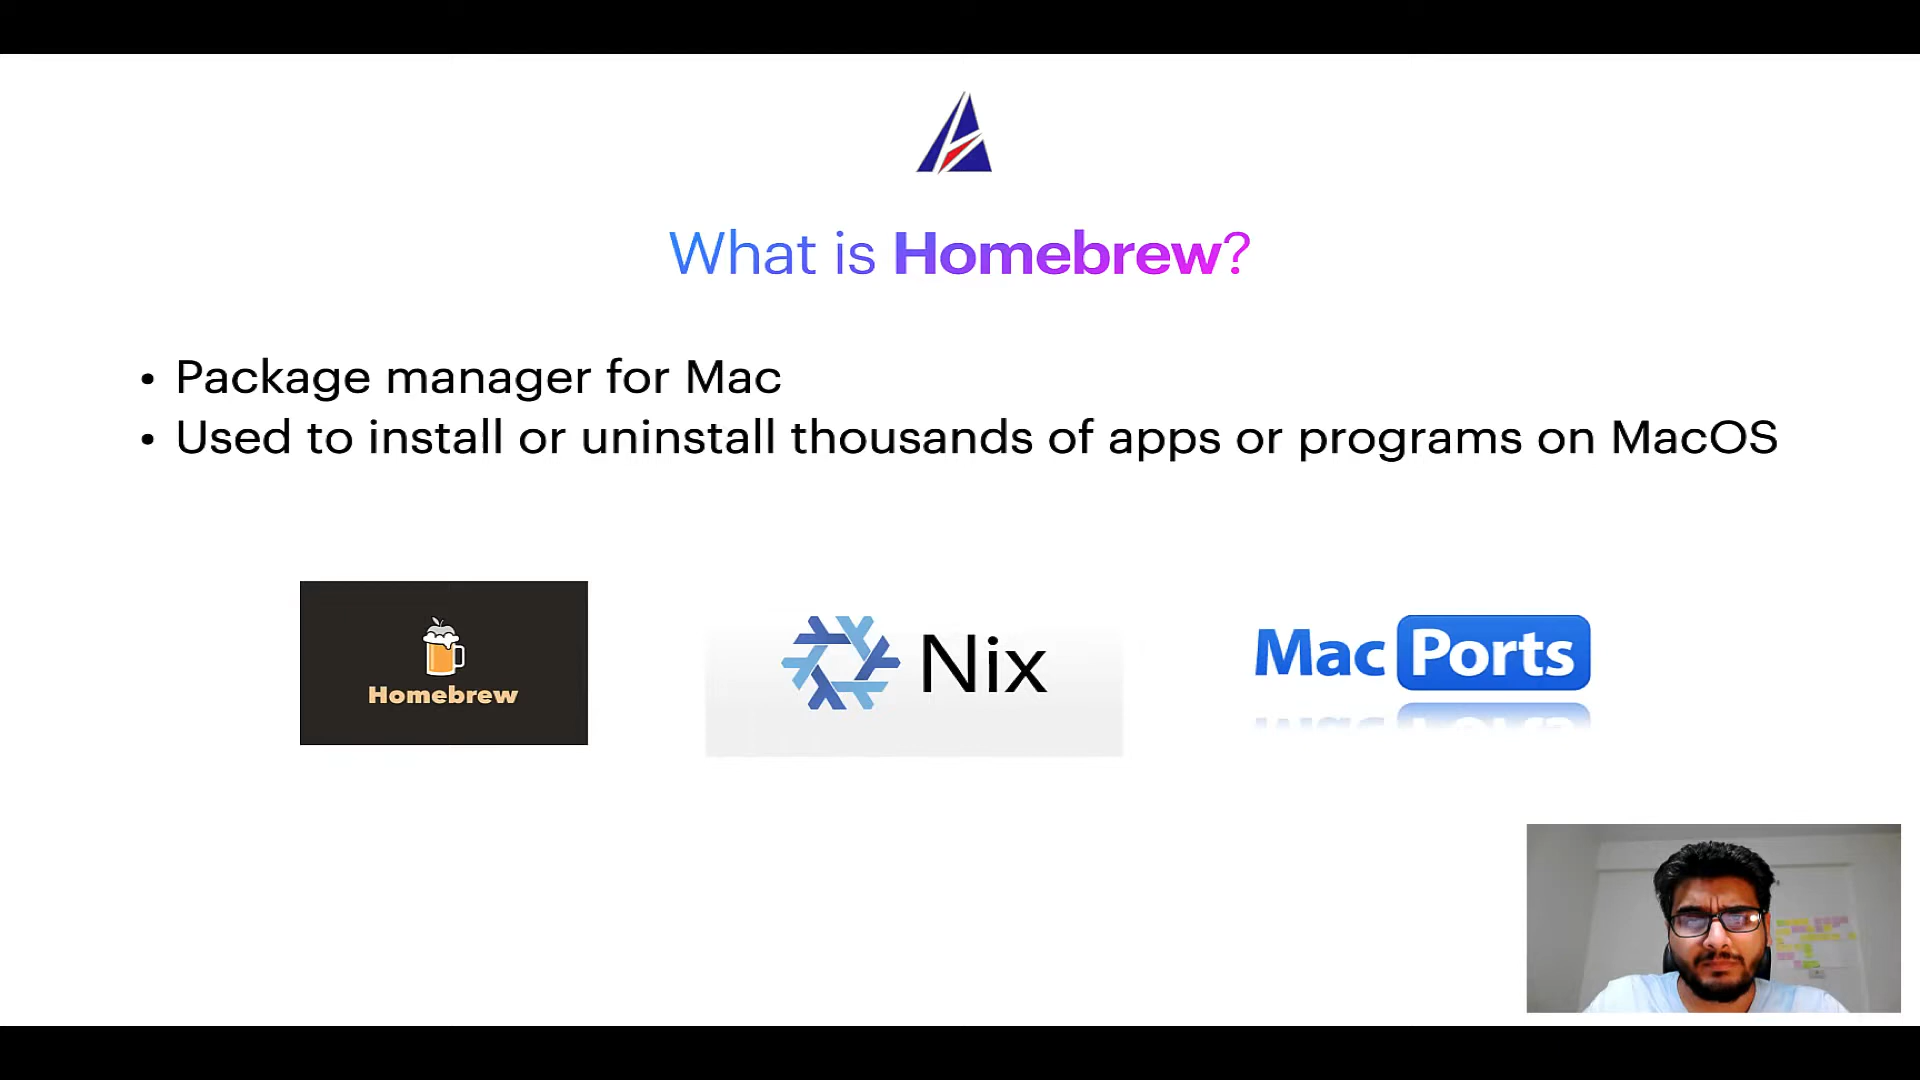 What is Homebrew?
• Package manager for Mac
• Used to install or uninstall thousands of apps or programs on MacOS
Homebrew
Nix
Mac Ports